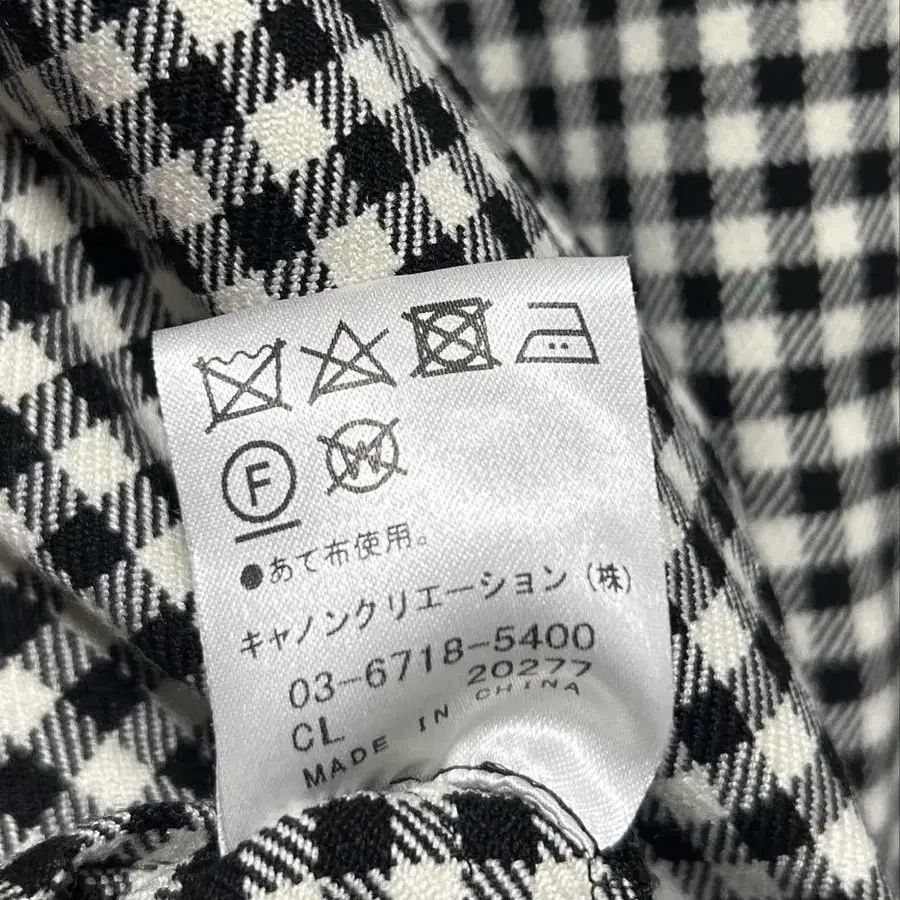 F W
●あて布使用。
キャノンクリエーション(株)
03-6718-5400
20277
CL
MADE IN CHINA